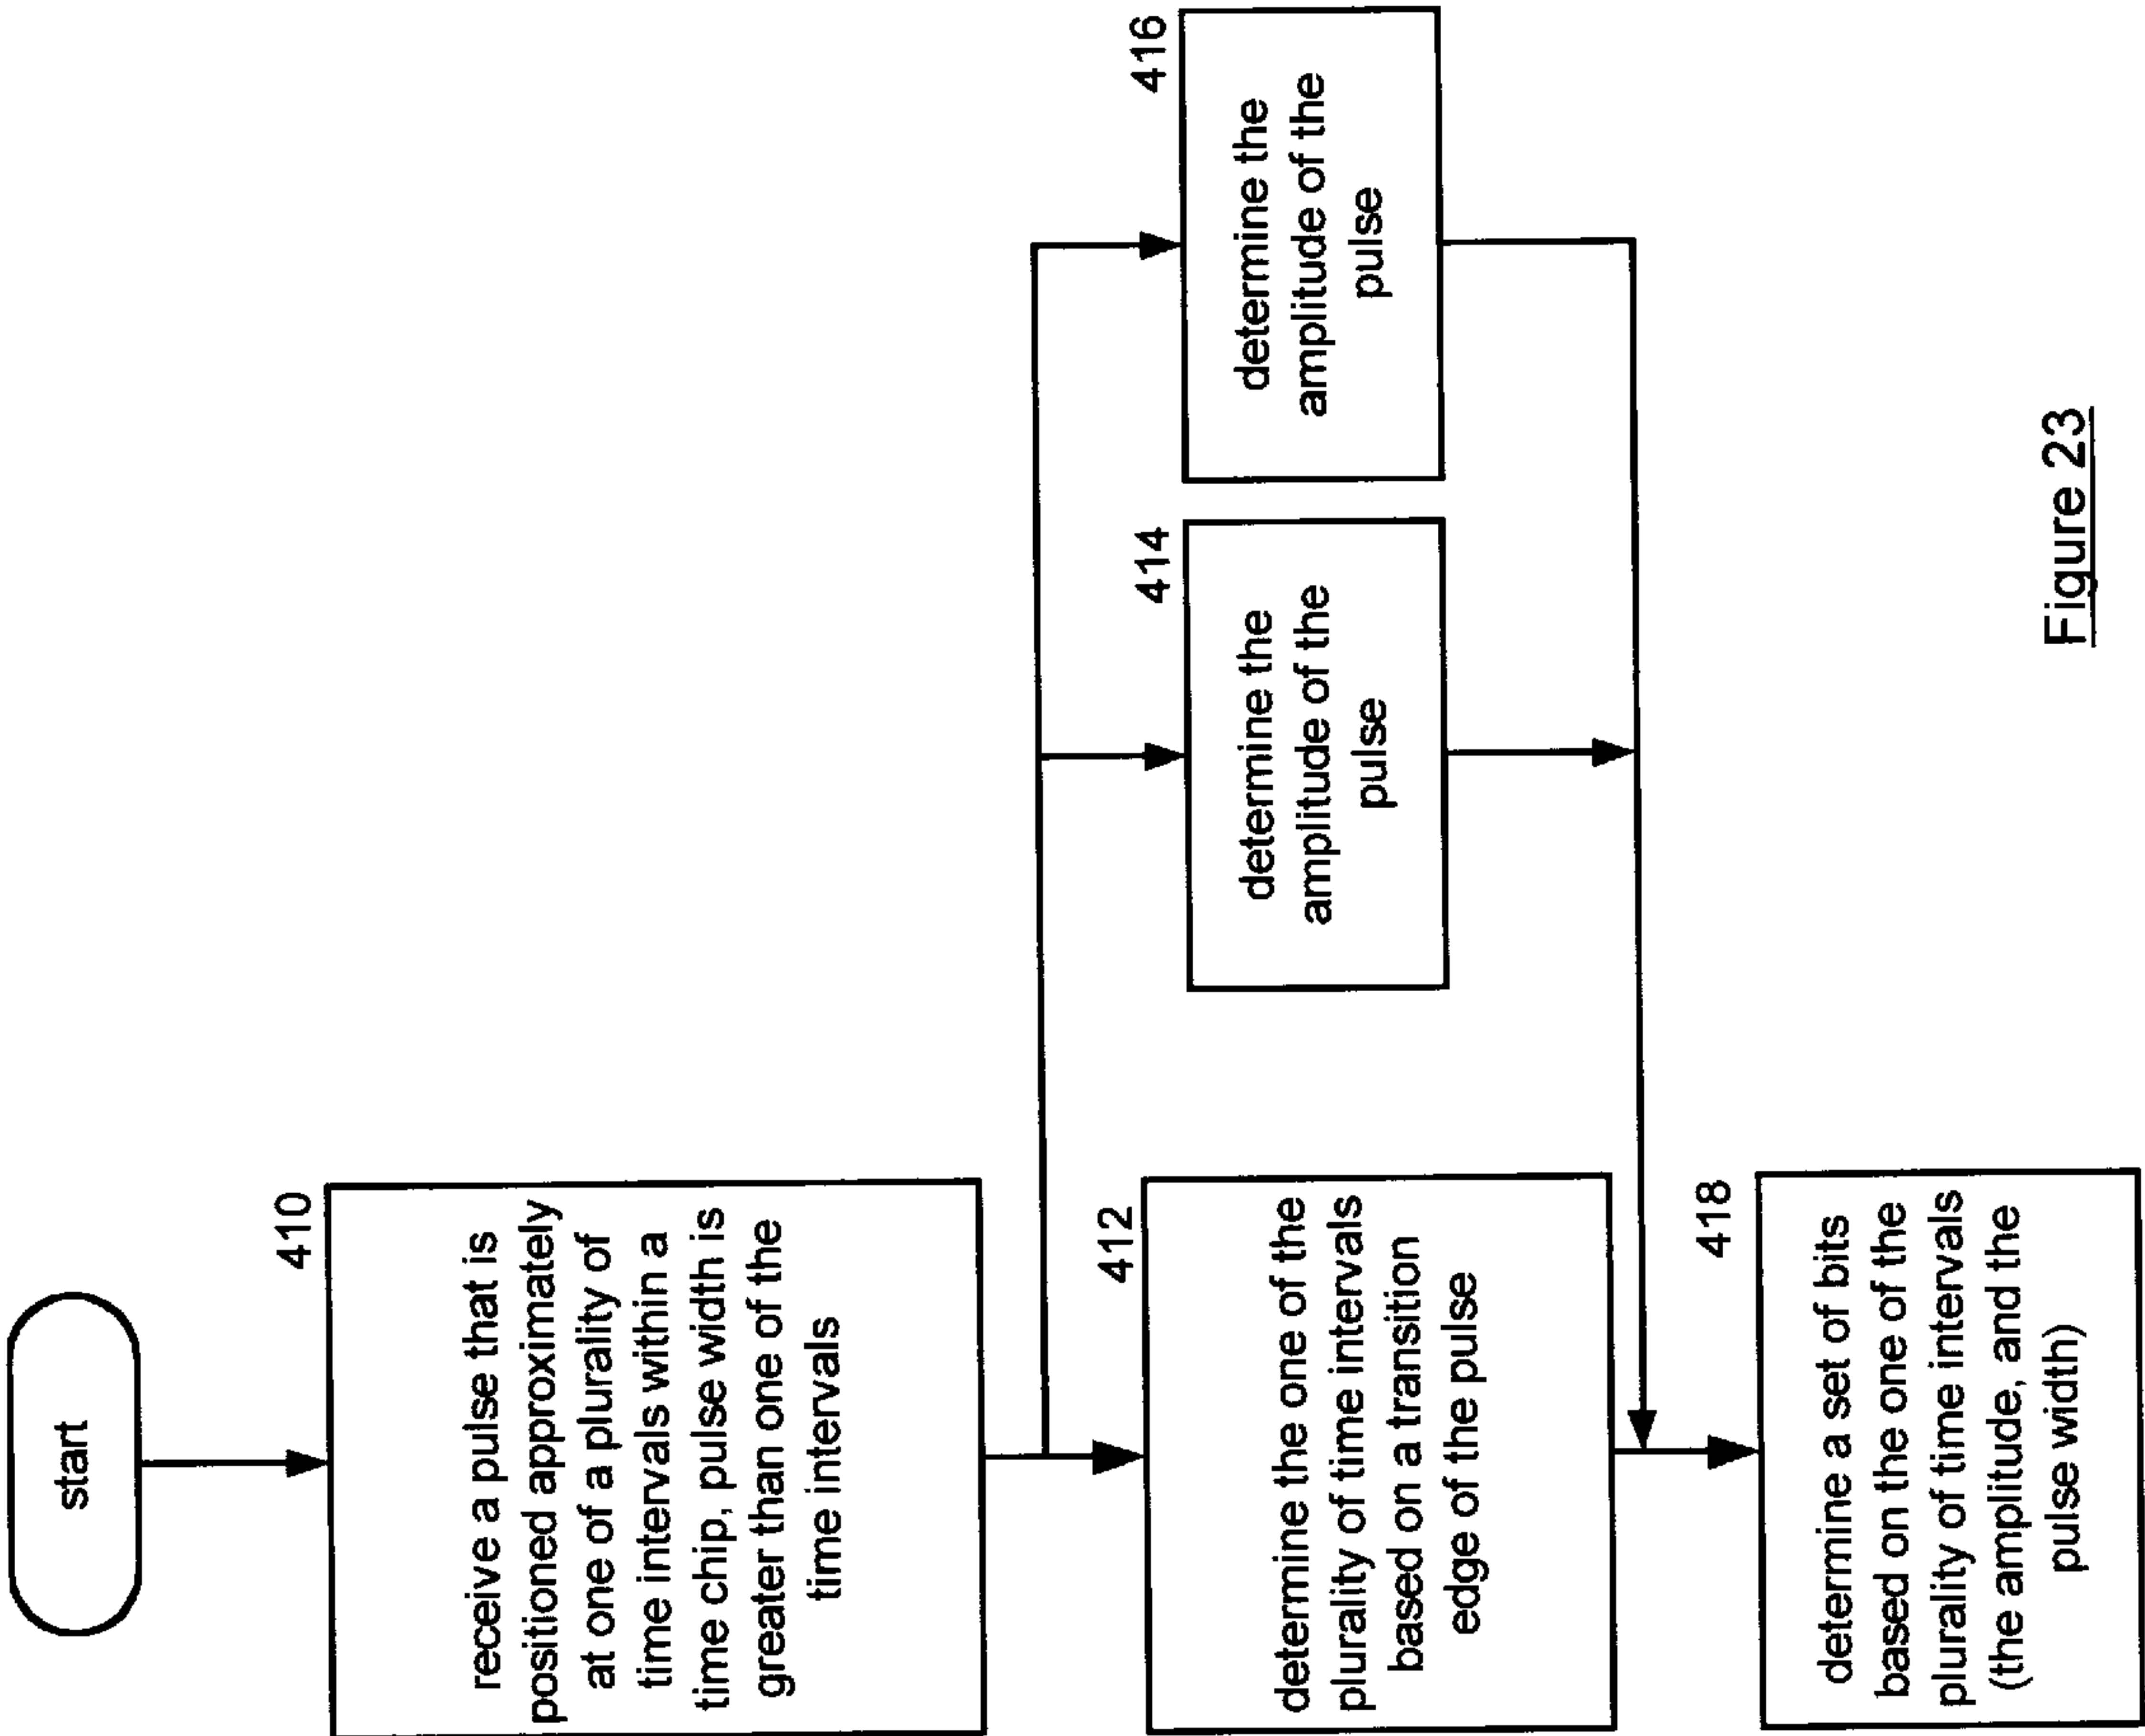 start
410
receive a pulse that is
positioned approximately
at one of a plurality of
time intervals within a
time chip, pulse width is
greater than one of the
time intervals
412
determine the one of the
plurality of time intervals
based on a transition
edge of the pulse
414
determine the
amplitude of the
pulse
416
determine the
amplitude of the
pulse
418
determine a set of bits
based on the one of the
plurality of time intervals
(the amplitude, and the
pulse width)
Figure 23